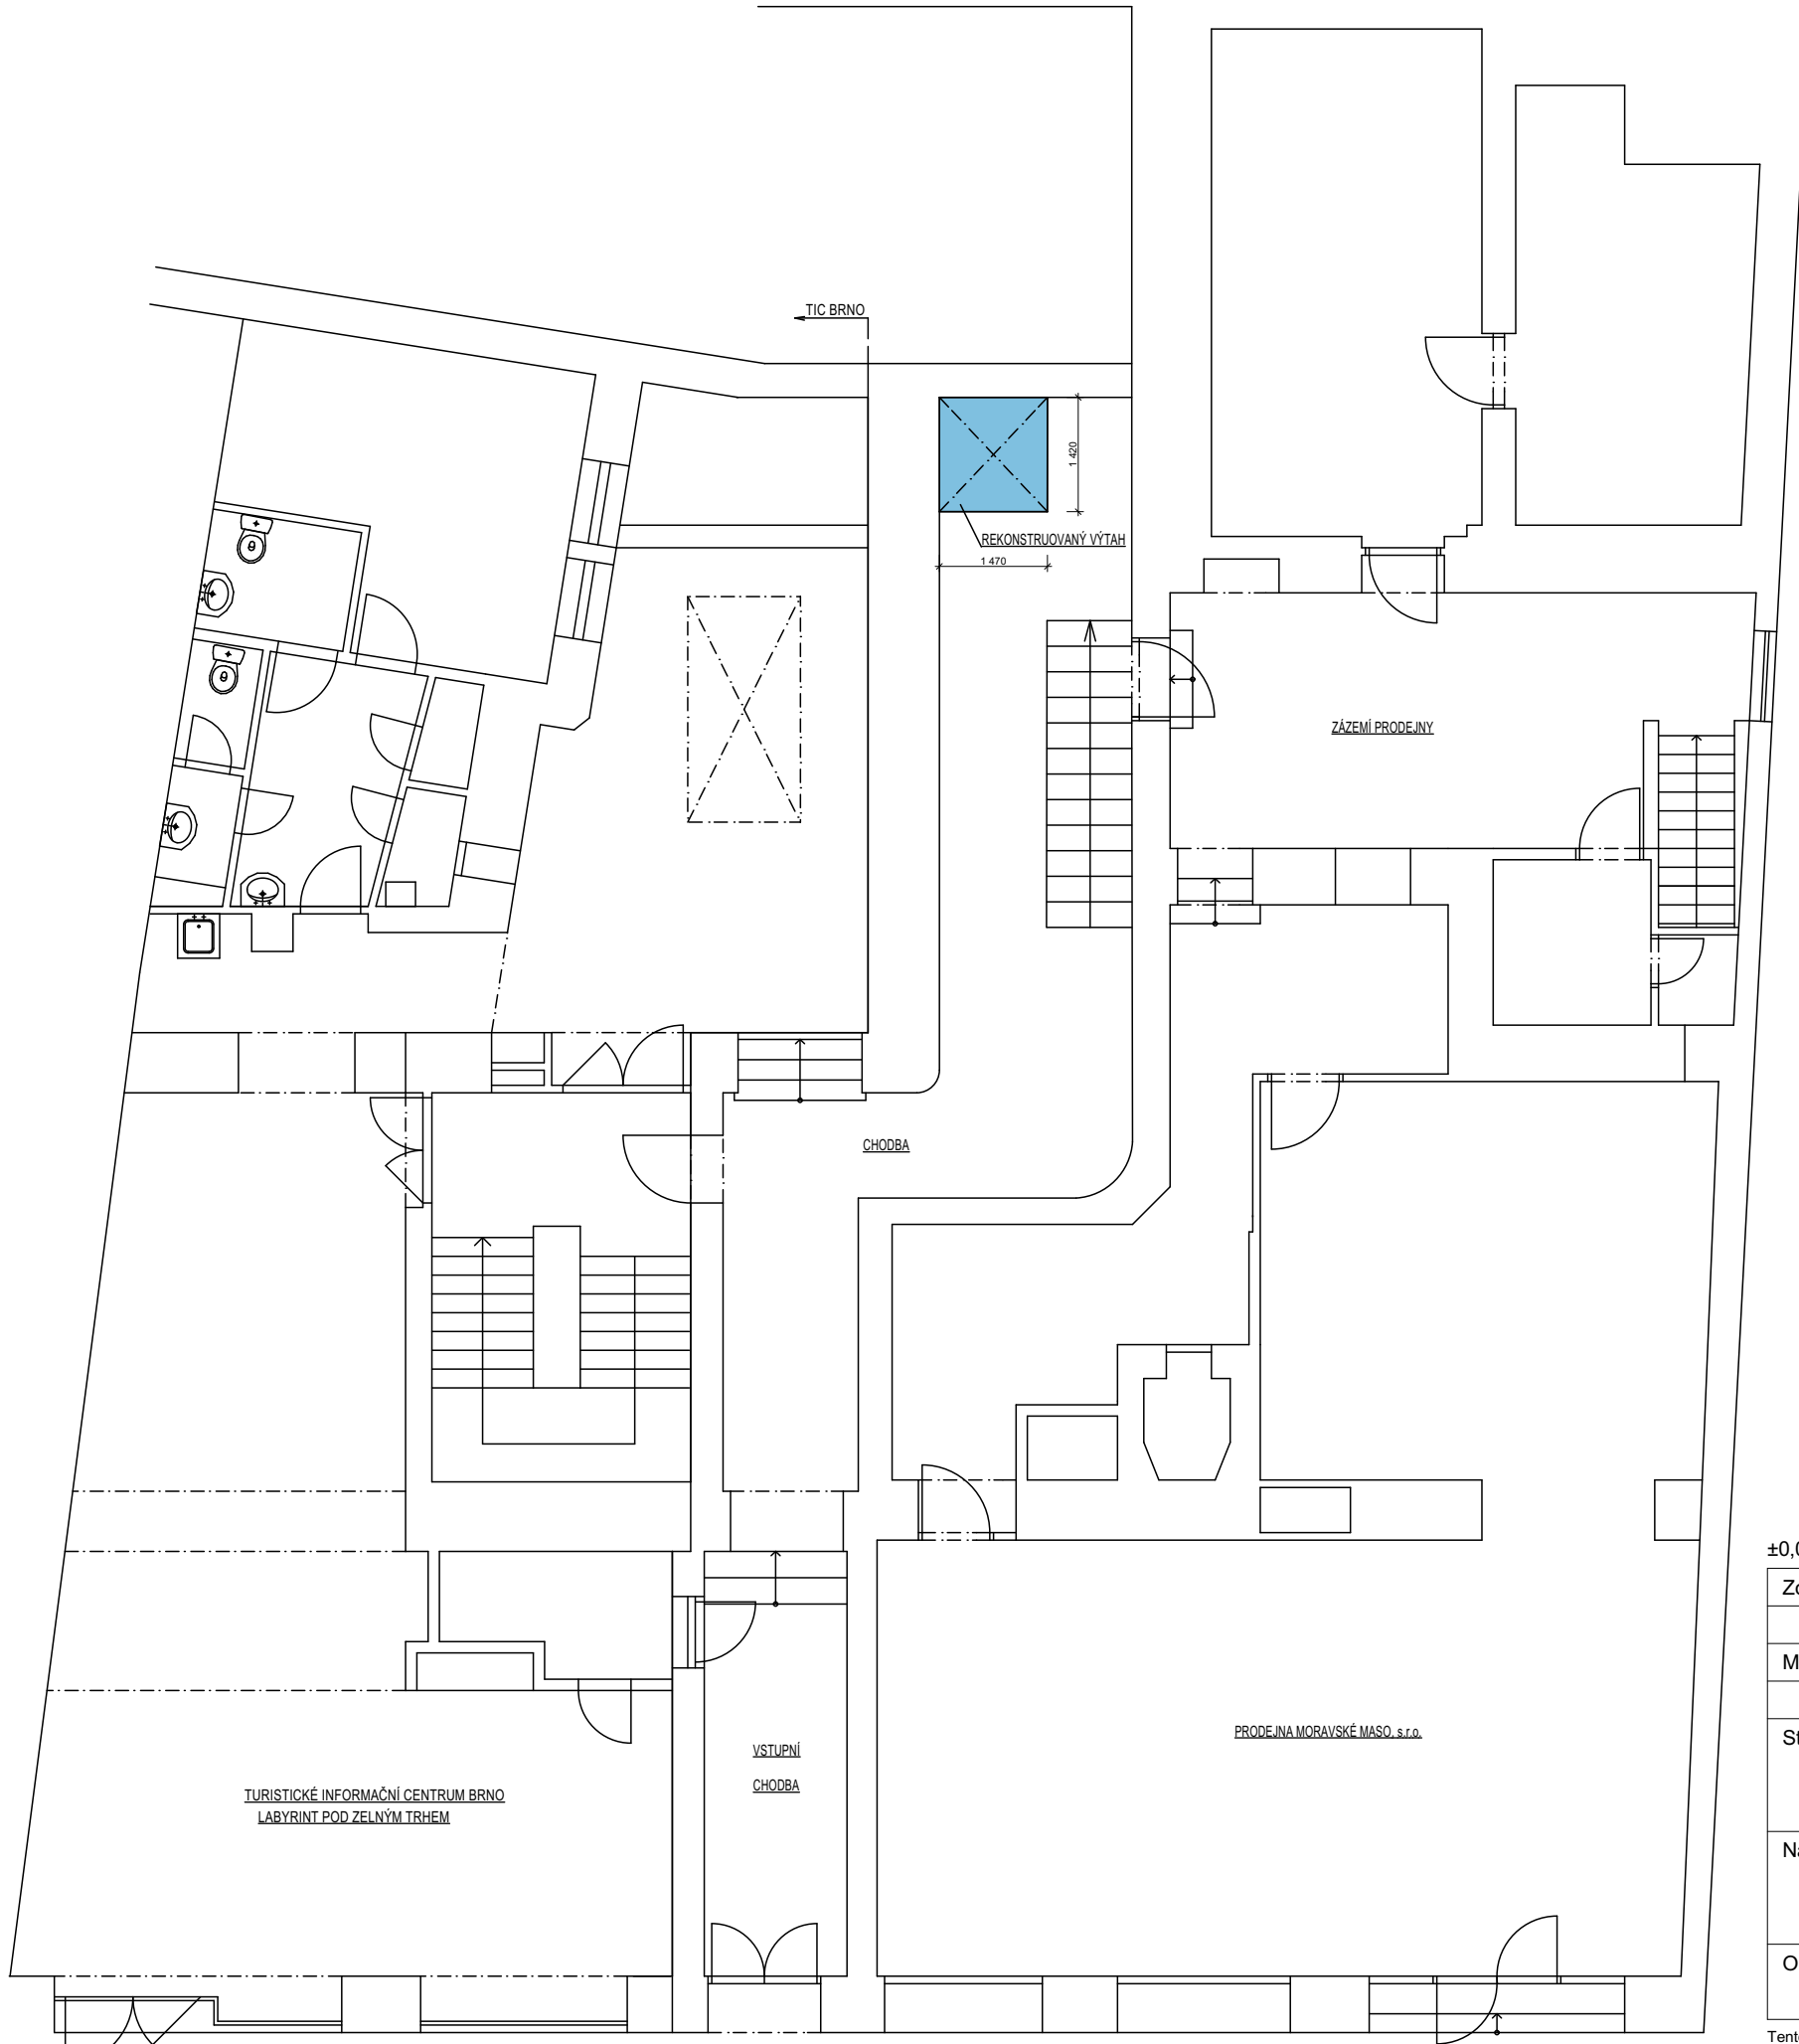 TIC BRNO
1 420
REKONSTRUOVANÝ VÝTAH
1 470
ZÁZEMÍ PRODEJNY
CHODBA
PRODEJNA MORAVSKÉ MASO, s.r.o.
VSTUPNÍ
CHODBA
TURISTICKÉ INFORMAČNÍ CENTRUM BRNO
LABYRINT POD ZELNÝM TRHEM